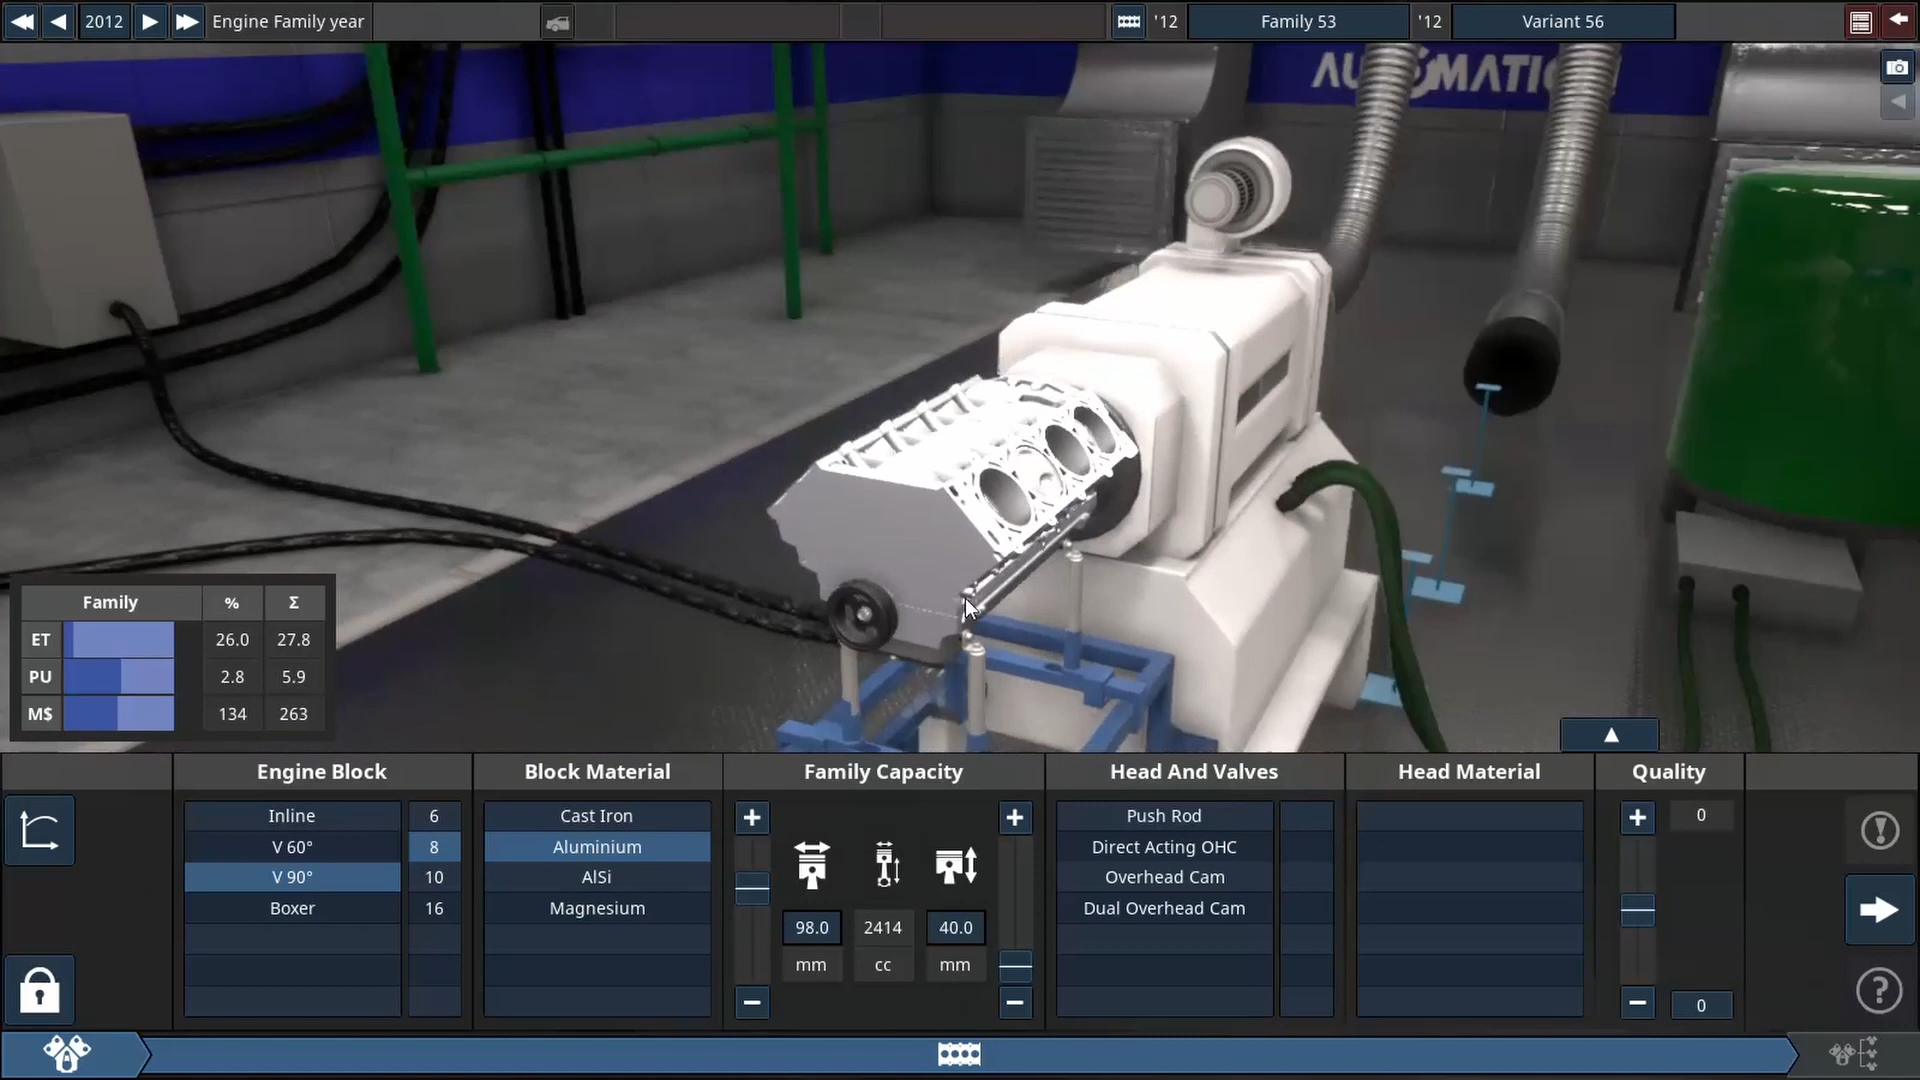 2012 Engine Family year '12 Family 53 '12 Variant 56
AUTOMATIC
Family % Σ
ET 26.0 27.8
PU 2.8 5.9
M$ 134 263
Engine Block Block Material Family Capacity Head And Valves Head Material Quality
Inline 6 Cast Iron + + Push Rod + 0
V 60° 8 Aluminium Direct Acting OHC
V 90° 10 AlSi Overhead Cam
Boxer 16 Magnesium Dual Overhead Cam
98.0 2414 40.0
mm cc mm
− − − 0